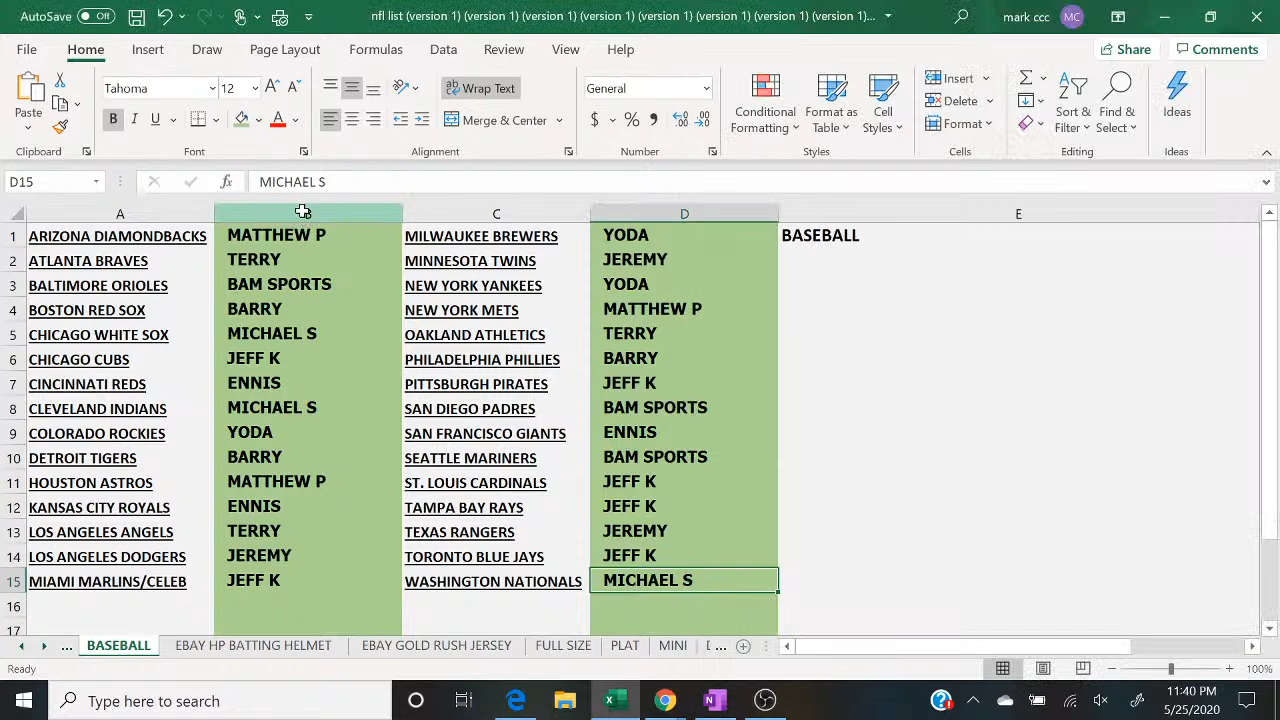 AutoSave Off nfl list (version 1) (version 1) (version 1) (version 1) (version 1) (version 1) (version 1)... mark ccc MC
File Home Insert Draw Page Layout Formulas Data Review View Help Share Comments
Paste Tahoma 12 Wrap Text General Conditional Formatting Format as Table Cell Styles Insert Delete Format Sort & Filter Find & Select Ideas
B I U A Merge & Center $ % 9
Clipboard Font Alignment Number Styles Cells Editing Ideas
D15 fx MICHAEL S
A B C D E
1 ARIZONA DIAMONDBACKS MATTHEW P MILWAUKEE BREWERS YODA BASEBALL
2 ATLANTA BRAVES TERRY MINNESOTA TWINS JEREMY
3 BALTIMORE ORIOLES BAM SPORTS NEW YORK YANKEES YODA
4 BOSTON RED SOX BARRY NEW YORK METS MATTHEW P
5 CHICAGO WHITE SOX MICHAEL S OAKLAND ATHLETICS TERRY
6 CHICAGO CUBS JEFF K PHILADELPHIA PHILLIES BARRY
7 CINCINNATI REDS ENNIS PITTSBURGH PIRATES JEFF K
8 CLEVELAND INDIANS MICHAEL S SAN DIEGO PADRES BAM SPORTS
9 COLORADO ROCKIES YODA SAN FRANCISCO GIANTS ENNIS
10 DETROIT TIGERS BARRY SEATTLE MARINERS BAM SPORTS
11 HOUSTON ASTROS MATTHEW P ST. LOUIS CARDINALS JEFF K
12 KANSAS CITY ROYALS ENNIS TAMPA BAY RAYS JEFF K
13 LOS ANGELES ANGELS TERRY TEXAS RANGERS JEREMY
14 LOS ANGELES DODGERS JEREMY TORONTO BLUE JAYS JEFF K
15 MIAMI MARLINS/CELEB JEFF K WASHINGTON NATIONALS MICHAEL S
16
17
... BASEBALL EBAY HP BATTING HELMET EBAY GOLD RUSH JERSEY FULL SIZE PLAT MINI ...
Ready 100%
Type here to search 11:40 PM
5/25/2020